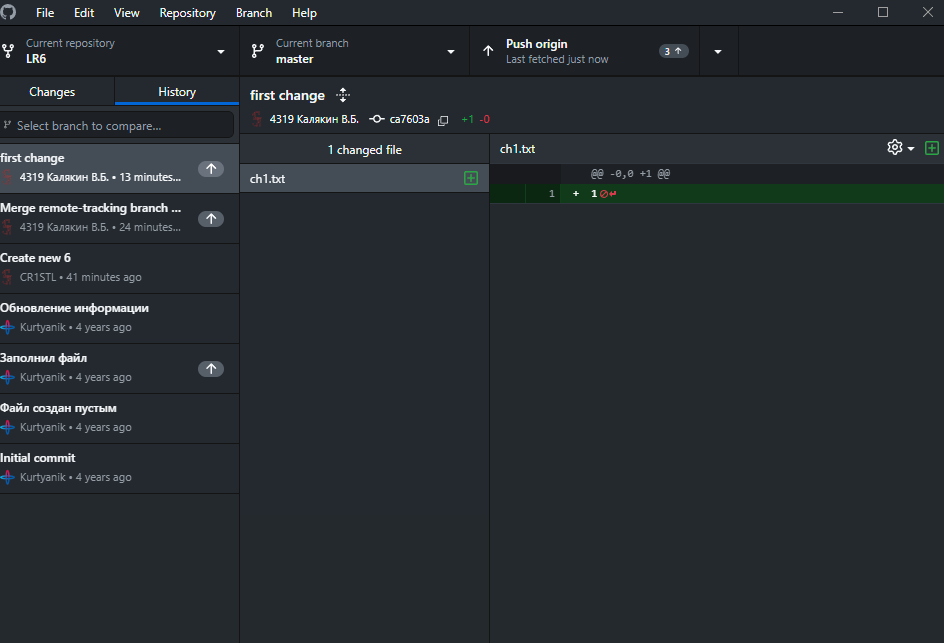 File Edit View Repository Branch Help
Current repository
LR6
Current branch
master
Push origin
Last fetched just now
3
Changes
History
Select branch to compare...
first change
4319 Калякин В.Б. • 13 minutes...
Merge remote-tracking branch ...
4319 Калякин В.Б. • 24 minutes...
Create new 6
CR1STL • 41 minutes ago
Обновление информации
Kurtyanik • 4 years ago
Заполнил файл
Kurtyanik • 4 years ago
Файл создан пустым
Kurtyanik • 4 years ago
Initial commit
Kurtyanik • 4 years ago
first change
4319 Калякин В.Б. ca7603a +1 -0
1 changed file
ch1.txt
ch1.txt
@@ -0,0 +1 @@
1 + 1